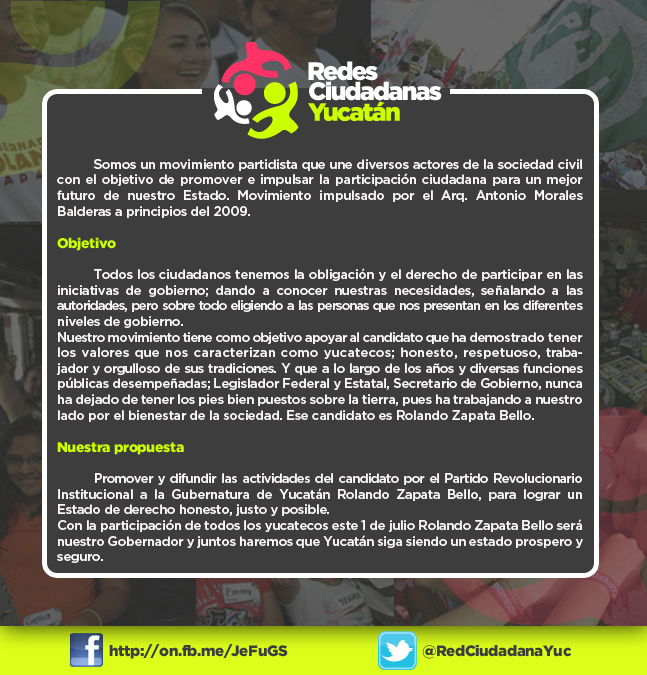 Redes
Ciudadanas
Yucatán
Somos un movimiento partidista que une diversos actores de la sociedad civil
con el objetivo de promover e impulsar la participación ciudadana para un mejor
futuro de nuestro Estado. Movimiento impulsado por el Arq. Antonio Morales
Balderas a principios del 2009.
Objetivo
Todos los ciudadanos tenemos la obligación y el derecho de participar en las
iniciativas de gobierno; dando a conocer nuestras necesidades, señalando a las
autoridades, pero sobre todo eligiendo a las personas que nos presentan en los diferentes
niveles de gobierno.
Nuestro movimiento tiene como objetivo apoyar al candidato que ha demostrado tener
los valores que nos caracterizan como yucatecos; honesto, respetuoso, traba-
jador y orgulloso de sus tradiciones. Y que a lo largo de los años y diversas funciones
públicas desempeñadas; Legislador Federal y Estatal, Secretario de Gobierno, nunca
ha dejado de tener los pies bien puestos sobre la tierra, pues ha trabajando a nuestro
lado por el bienestar de la sociedad. Ese candidato es Rolando Zapata Bello.
Nuestra propuesta
Promover y difundir las actividades del candidato por el Partido Revolucionario
Institucional a la Gubernatura de Yucatán Rolando Zapata Bello, para lograr un
Estado de derecho honesto, justo y posible.
Con la participación de todos los yucatecos este 1 de julio Rolando Zapata Bello será
nuestro Gobernador y juntos haremos que Yucatán siga siendo un estado prospero y
seguro.
Emmy
http://on.fb.me/JeFuGS
@RedCiudadanaYuc